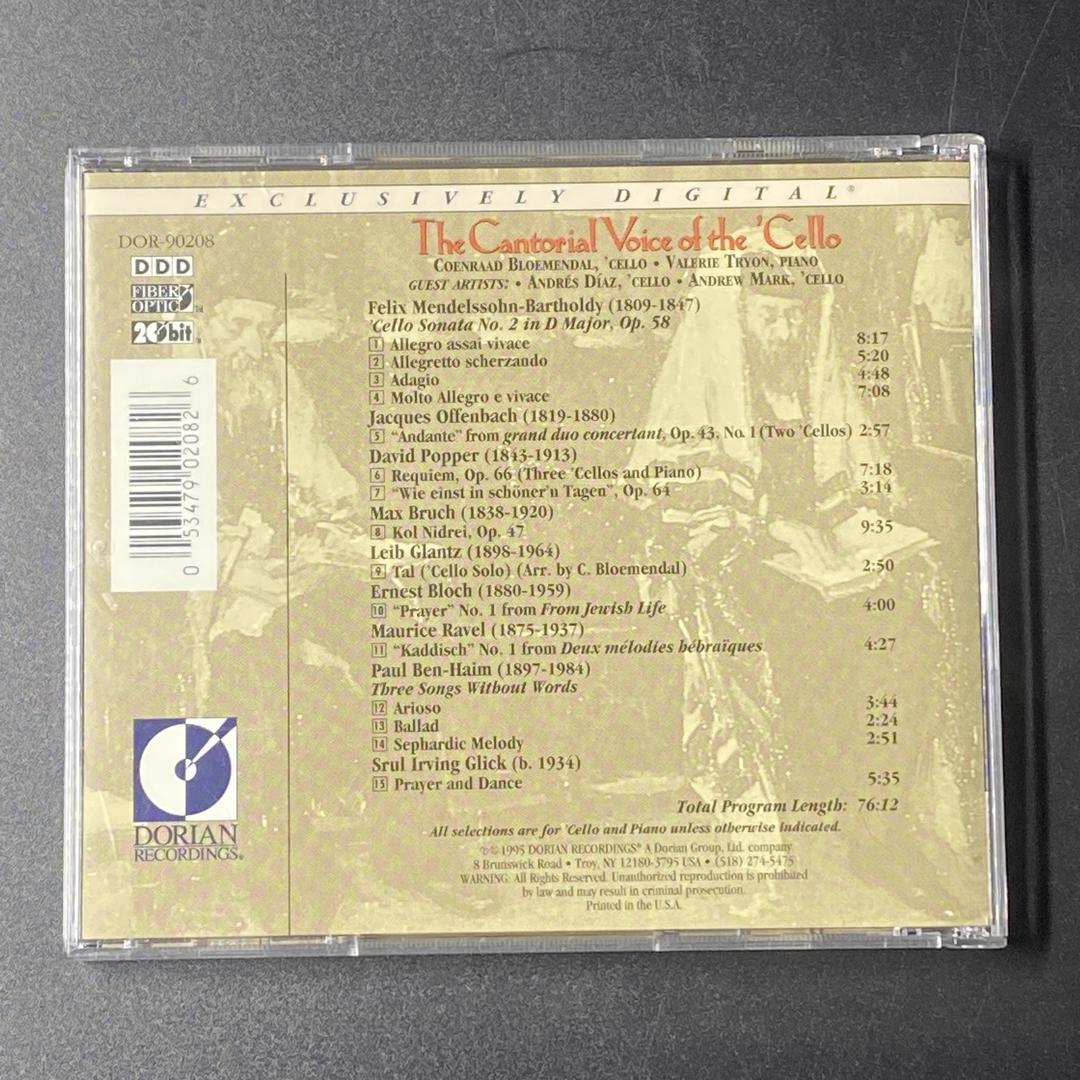 EXCLUSIVELY DIGITAL®
DOR-90208
DDD
FIBER OPTIC
20bit
0 53479 02082 6
The Cantorial Voice of the 'Cello
COENRAAD BLOEMENDAL, 'CELLO • VALERIE TRYON, PIANO
GUEST ARTISTS: • ANDRÉS DÍAZ, 'CELLO • ANDREW MARK, 'CELLO
Felix Mendelssohn-Bartholdy (1809-1847)
'Cello Sonata No. 2 in D Major, Op. 58
1 Allegro assai vivace 8:17
2 Allegretto scherzando 5:20
3 Adagio 4:48
4 Molto Allegro e vivace 7:08
Jacques Offenbach (1819-1880)
5 "Andante" from grand duo concertant, Op. 43, No. 1 (Two 'Cellos) 2:57
David Popper (1843-1913)
6 Requiem, Op. 66 (Three 'Cellos and Piano) 7:18
7 "Wie einst in schöner'n Tagen", Op. 64 3:14
Max Bruch (1838-1920)
8 Kol Nidrei, Op. 47 9:35
Leib Glantz (1898-1964)
9 Tal ('Cello Solo) (Arr. by C. Bloemendal) 2:50
Ernest Bloch (1880-1959)
10 "Prayer" No. 1 from From Jewish Life 4:00
Maurice Ravel (1875-1937)
11 "Kaddisch" No. 1 from Deux mélodies hébraïques 4:27
Paul Ben-Haim (1897-1984)
Three Songs Without Words
12 Arioso 3:44
13 Ballad 2:24
14 Sephardic Melody 2:51
Srul Irving Glick (b. 1934)
15 Prayer and Dance 5:35
Total Program Length: 76:12
All selections are for 'Cello and Piano unless otherwise indicated.
℗© 1995 DORIAN RECORDINGS® A Dorian Group, Ltd. company
8 Brunswick Road • Troy, NY 12180-3795 USA • (518) 274-5475
WARNING: All Rights Reserved. Unauthorized reproduction is prohibited
by law and may result in criminal prosecution.
Printed in the U.S.A.
DORIAN
RECORDINGS®